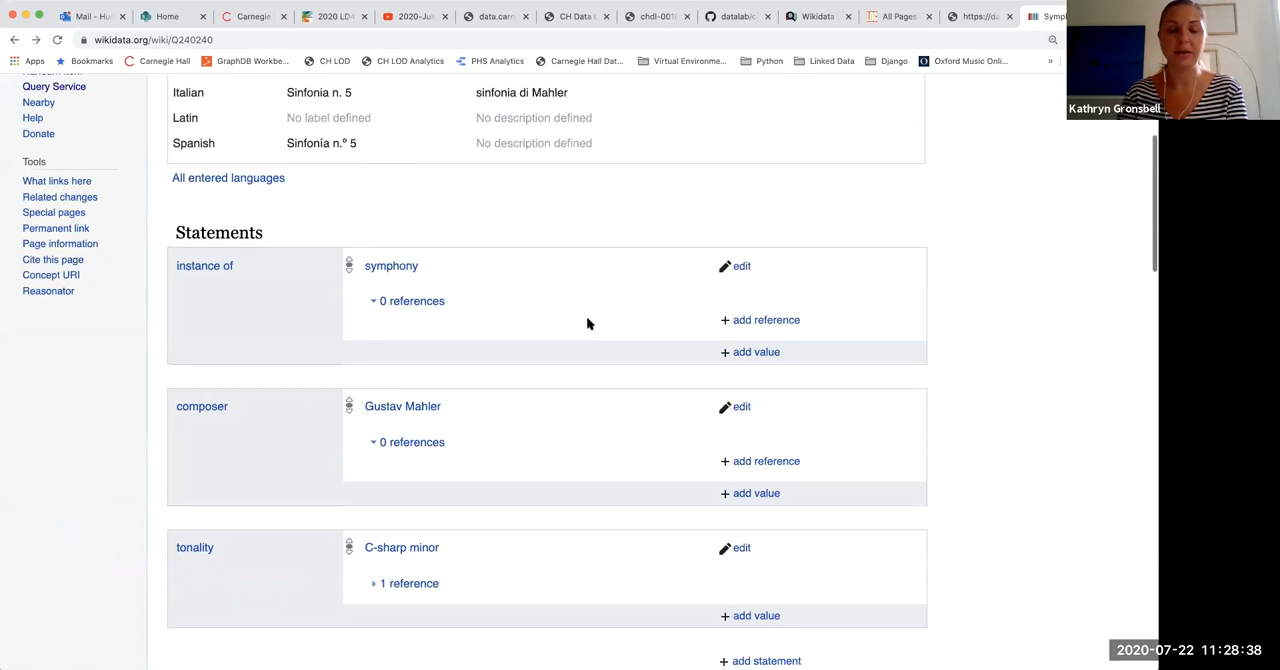 Mail - Hu
Home
Carnegie
2020 LD4
2020-Jul
data.carn
CH Data
chdl-001
datalab/c
Wikidata
All Pages
https://da
Symp
wikidata.org/wiki/Q240240
Apps Bookmarks Carnegie Hall GraphDB Workbe... CH LOD CH LOD Analytics PHS Analytics Carnegie Hall Dat... Virtual Environme... Python Linked Data Django Oxford Music Onli... »
Kathryn Gronsbell
Query Service
Nearby
Help
Donate
Tools
What links here
Related changes
Special pages
Permanent link
Page information
Cite this page
Concept URI
Reasonator
Italian Sinfonia n. 5 sinfonia di Mahler
Latin No label defined No description defined
Spanish Sinfonía n.º 5 No description defined
All entered languages
Statements
instance of symphony edit
0 references
+ add reference
+ add value
composer Gustav Mahler edit
0 references
+ add reference
+ add value
tonality C-sharp minor edit
1 reference
+ add value
+ add statement
2020-07-22 11:28:38